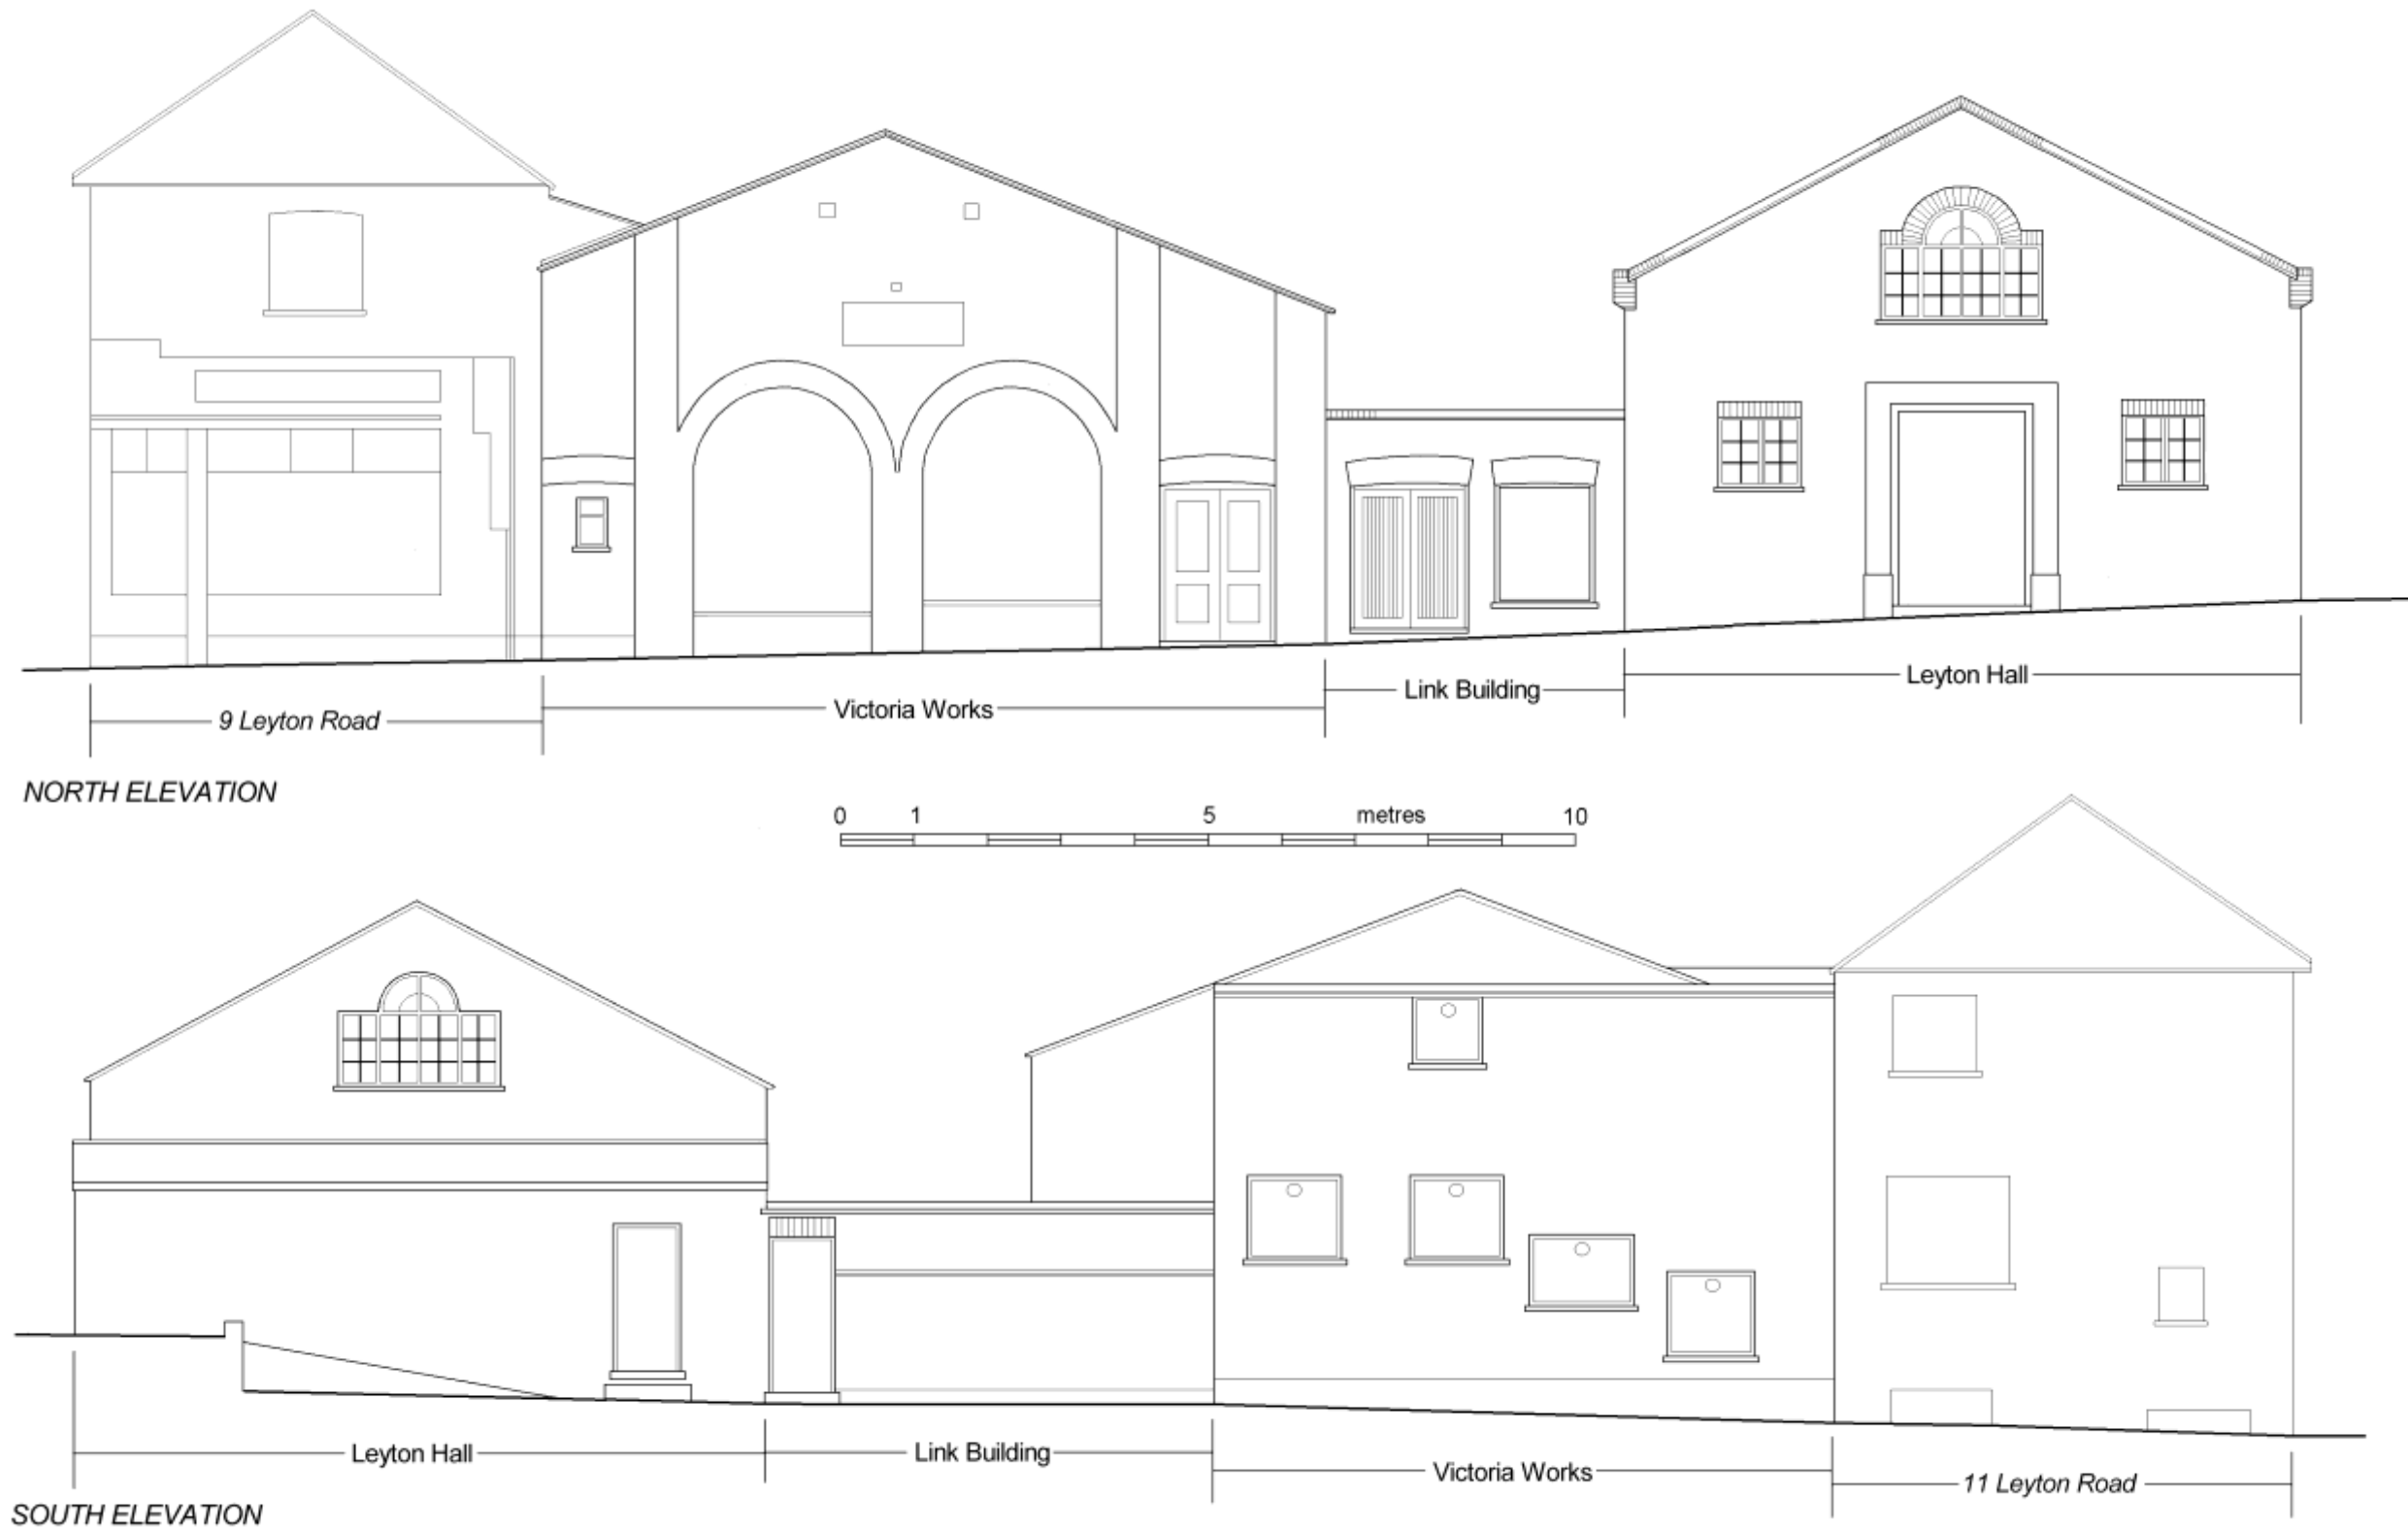 9 Leyton Road
Victoria Works
Link Building
Leyton Hall
NORTH ELEVATION
0 1 5 metres 10
Leyton Hall
Link Building
Victoria Works
11 Leyton Road
SOUTH ELEVATION